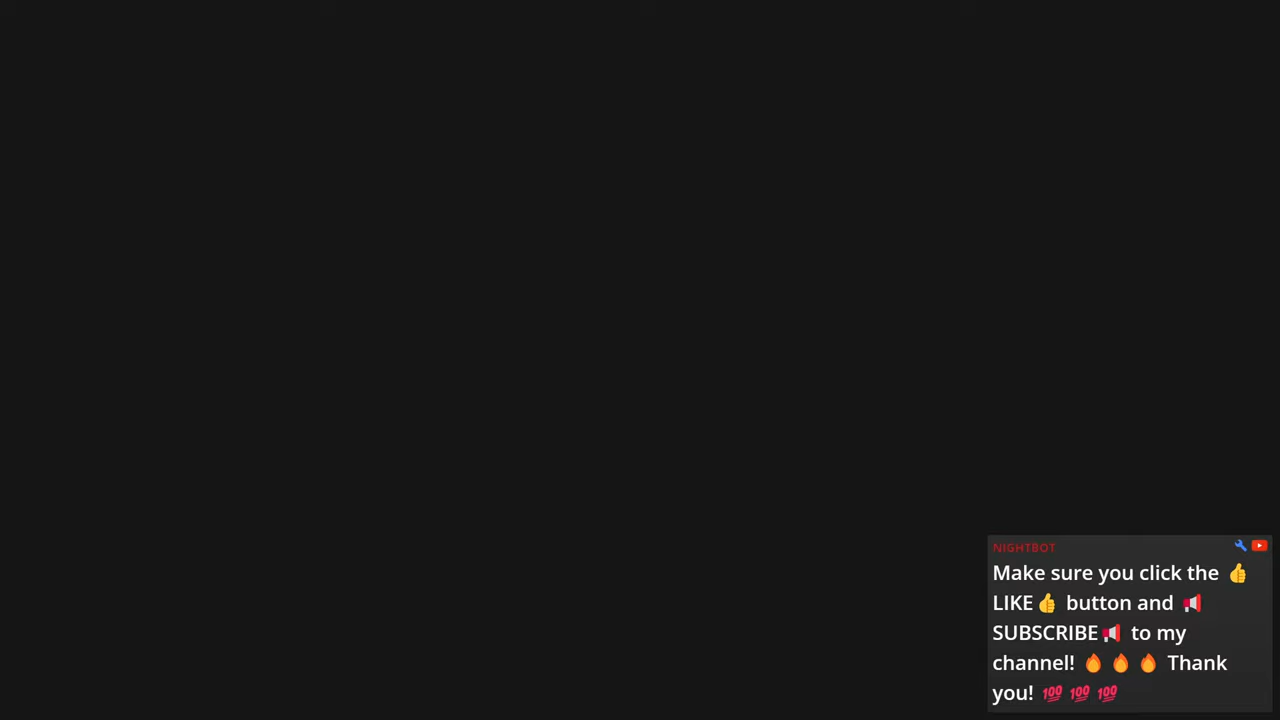 NIGHTBOT
Make sure you click the 👍
LIKE👍 button and 📢
SUBSCRIBE📢 to my
channel! 🔥 🔥 🔥 Thank
you! 💯 💯 💯